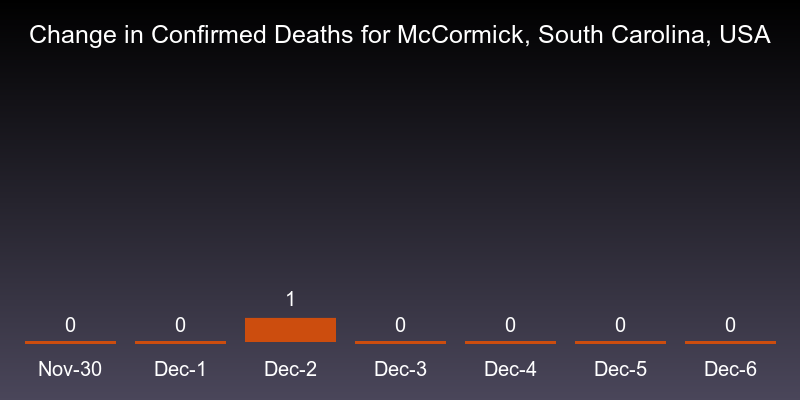 Change in Confirmed Deaths for McCormick, South Carolina, USA
0 0 1 0 0 0 0
Nov-30 Dec-1 Dec-2 Dec-3 Dec-4 Dec-5 Dec-6